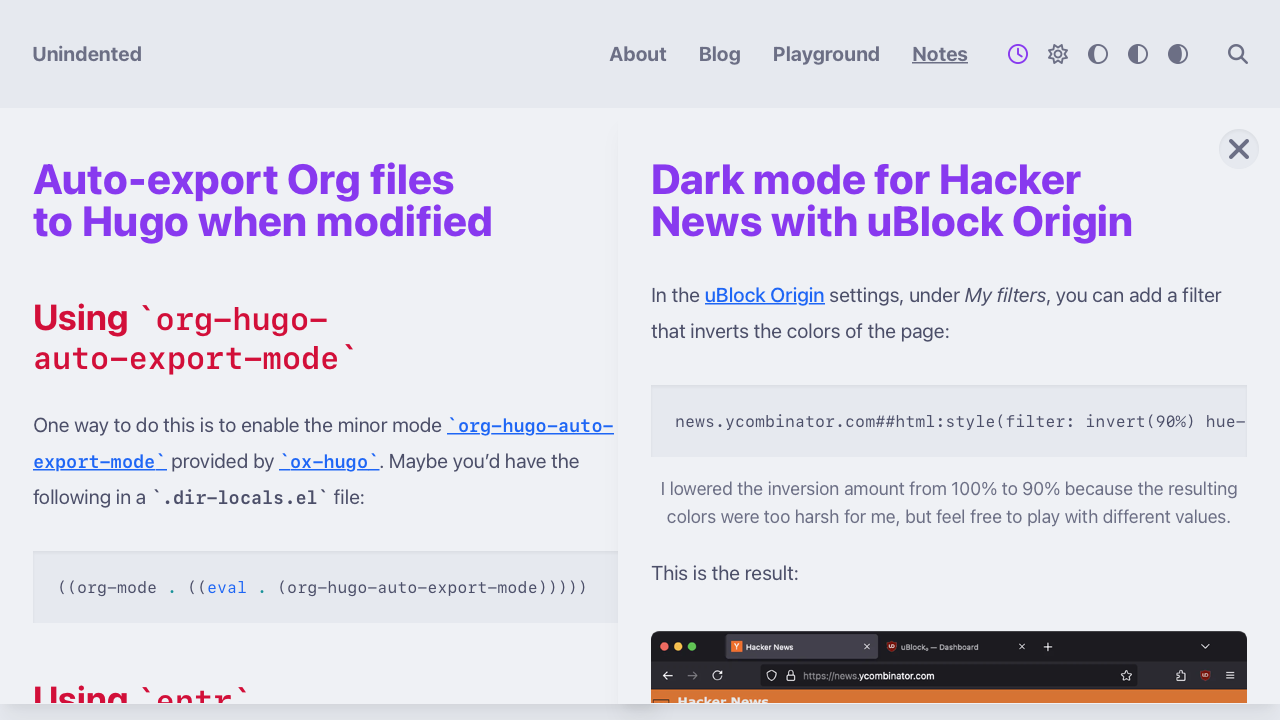 Unindented
About Blog Playground Notes
Auto-export Org files
to Hugo when modified
Using `org-hugo-
auto-export-mode`
One way to do this is to enable the minor mode `org-hugo-auto-
export-mode` provided by `ox-hugo`. Maybe you’d have the
following in a `.dir-locals.el` file:
((org-mode . ((eval . (org-hugo-auto-export-mode)))))
Using `entr`
Dark mode for Hacker
News with uBlock Origin
In the uBlock Origin settings, under My filters, you can add a filter
that inverts the colors of the page:
news.ycombinator.com##html:style(filter: invert(90%) hue-
I lowered the inversion amount from 100% to 90% because the resulting
colors were too harsh for me, but feel free to play with different values.
This is the result:
Hacker News
uBlock₀ — Dashboard
https://news.ycombinator.com
Hacker News